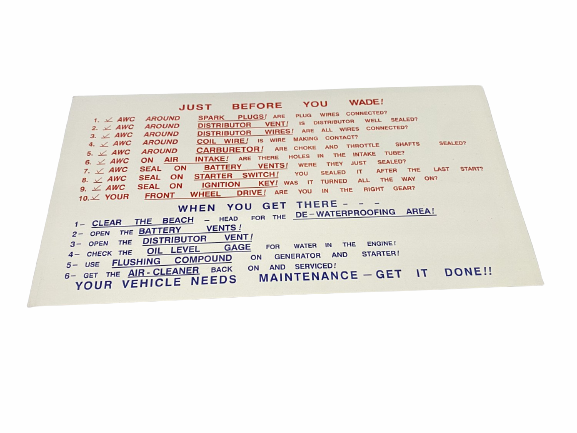 JUST BEFORE YOU WADE!
1. ✓ AWC AROUND SPARK PLUGS! ARE PLUG WIRES CONNECTED?
2. ✓ AWC AROUND DISTRIBUTOR VENT! IS DISTRIBUTOR WELL SEALED?
3. ✓ AWC AROUND DISTRIBUTOR WIRES! ARE ALL WIRES CONNECTED?
4. ✓ AWC AROUND COIL WIRE! IS WIRE MAKING CONTACT?
5. ✓ AWC AROUND CARBURETOR! ARE CHOKE AND THROTTLE SHAFTS SEALED?
6. ✓ AWC ON AIR INTAKE! ARE THERE HOLES IN THE INTAKE TUBE?
7. ✓ AWC SEAL ON BATTERY VENTS! WERE THEY JUST SEALED?
8. ✓ AWC SEAL ON STARTER SWITCH! YOU SEALED IT AFTER THE LAST START?
9. ✓ AWC SEAL ON IGNITION KEY! WAS IT TURNED ALL THE WAY ON?
10. ✓ YOUR FRONT WHEEL DRIVE! ARE YOU IN THE RIGHT GEAR?
WHEN YOU GET THERE - - -
1- CLEAR THE BEACH - HEAD FOR THE DE-WATERPROOFING AREA!
2- OPEN THE BATTERY VENTS!
3- OPEN THE DISTRIBUTOR VENT!
4- CHECK THE OIL LEVEL GAGE FOR WATER IN THE ENGINE!
5- USE FLUSHING COMPOUND ON GENERATOR AND STARTER!
6- GET THE AIR-CLEANER BACK ON AND SERVICED!
YOUR VEHICLE NEEDS MAINTENANCE - GET IT DONE!!